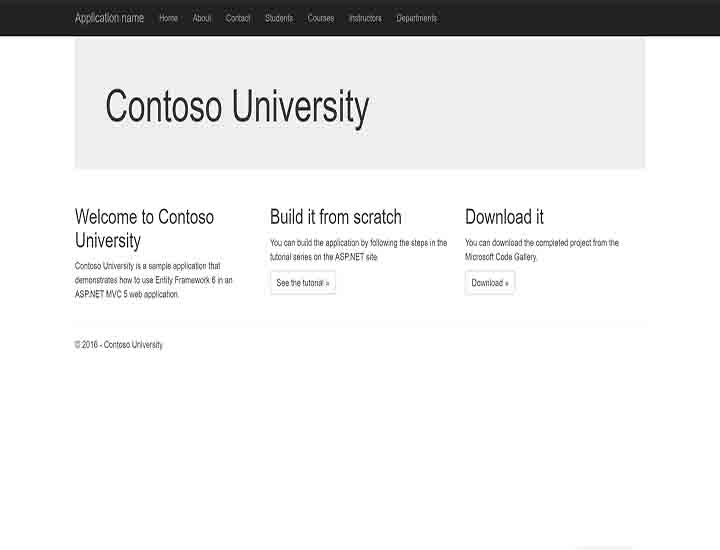 Application name Home About Contact Students Courses Instructors Departments
Contoso University
Welcome to Contoso
University
Contoso University is a sample application that
demonstrates how to use Entity Framework 6 in an
ASP.NET MVC 5 web application.
Build it from scratch
You can build the application by following the steps in the
tutorial series on the ASP.NET site.
See the tutorial »
Download it
You can download the completed project from the
Microsoft Code Gallery.
Download »
© 2016 - Contoso University